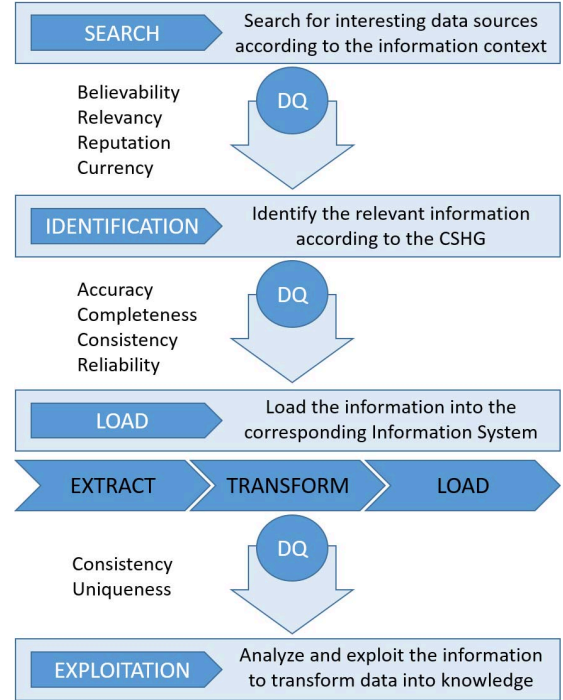 SEARCH
Search for interesting data sources
according to the information context
Believability
Relevancy
Reputation
Currency
DQ
IDENTIFICATION
Identify the relevant information
according to the CSHG
Accuracy
Completeness
Consistency
Reliability
DQ
LOAD
Load the information into the
corresponding Information System
EXTRACT
TRANSFORM
LOAD
Consistency
Uniqueness
DQ
EXPLOITATION
Analyze and exploit the information
to transform data into knowledge